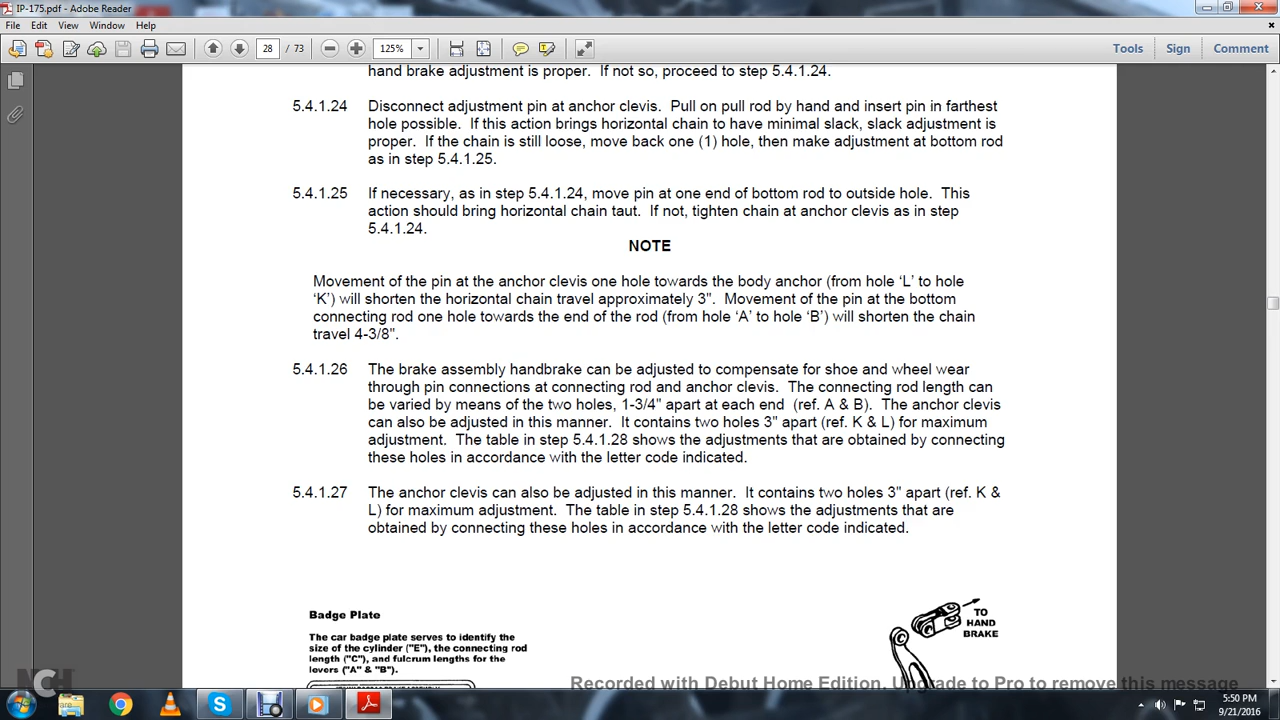 IP-175.pdf - Adobe Reader
File Edit View Window Help
28 / 73 125% Tools Sign Comment
hand brake adjustment is proper. If not so, proceed to step 5.4.1.24.
5.4.1.24 Disconnect adjustment pin at anchor clevis. Pull on pull rod by hand and insert pin in farthest
hole possible. If this action brings horizontal chain to have minimal slack, slack adjustment is
proper. If the chain is still loose, move back one (1) hole, then make adjustment at bottom rod
as in step 5.4.1.25.
5.4.1.25 If necessary, as in step 5.4.1.24, move pin at one end of bottom rod to outside hole. This
action should bring horizontal chain taut. If not, tighten chain at anchor clevis as in step
5.4.1.24.
NOTE
Movement of the pin at the anchor clevis one hole towards the body anchor (from hole ‘L’ to hole
‘K’) will shorten the horizontal chain travel approximately 3”. Movement of the pin at the bottom
connecting rod one hole towards the end of the rod (from hole ‘A’ to hole ‘B’) will shorten the chain
travel 4-3/8”.
5.4.1.26 The brake assembly handbrake can be adjusted to compensate for shoe and wheel wear
through pin connections at connecting rod and anchor clevis. The connecting rod length can
be varied by means of the two holes, 1-3/4" apart at each end (ref. A & B). The anchor clevis
can also be adjusted in this manner. It contains two holes 3" apart (ref. K & L) for maximum
adjustment. The table in step 5.4.1.28 shows the adjustments that are obtained by connecting
these holes in accordance with the letter code indicated.
5.4.1.27 The anchor clevis can also be adjusted in this manner. It contains two holes 3" apart (ref. K &
L) for maximum adjustment. The table in step 5.4.1.28 shows the adjustments that are
obtained by connecting these holes in accordance with the letter code indicated.
Badge Plate
The car badge plate serves to identify the
size of the cylinder ("E"), the connecting rod
length ("C"), and fulcrum lengths for the
levers ("A" & "B").
TO
HAND
BRAKE
NCH
Recorded with Debut Home Edition. Upgrade to Pro to remove this message
5:50 PM
9/21/2016